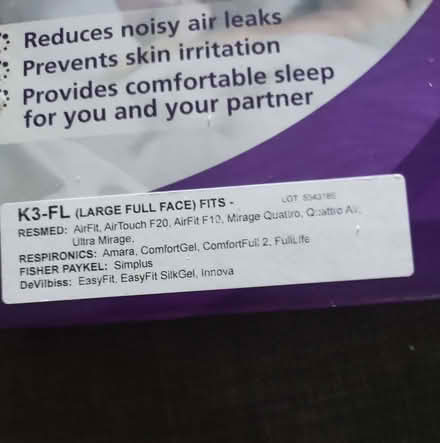 Reduces noisy air leaks
Prevents skin irritation
Provides comfortable sleep
for you and your partner
K3-FL (LARGE FULL FACE) FITS -
LOT
RESMED: AirFit, AirTouch F20, AirFit F10, Mirage Quattro, Quattro Air,
Ultra Mirage,
RESPIRONICS: Amara, ComfortGel, ComfortFull 2, FullLife
FISHER PAYKEL: Simplus
DeVilbiss: EasyFit, EasyFit SilkGel, Innova